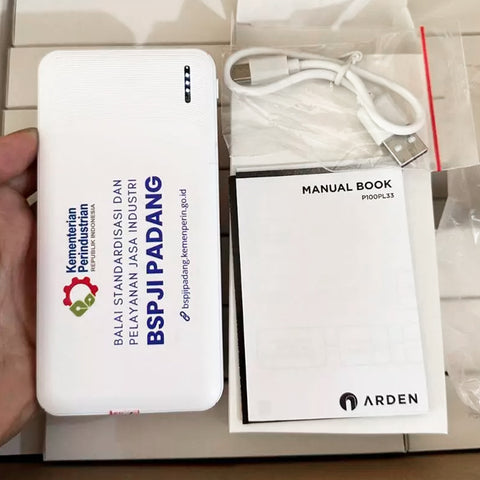 Kementerian
Perindustrian
REPUBLIK INDONESIA
BALAI STANDARDISASI DAN
PELAYANAN JASA INDUSTRI
BSPJI PADANG
bspjipadang.kemenperin.go.id
MANUAL BOOK
P100PL33
ARDEN